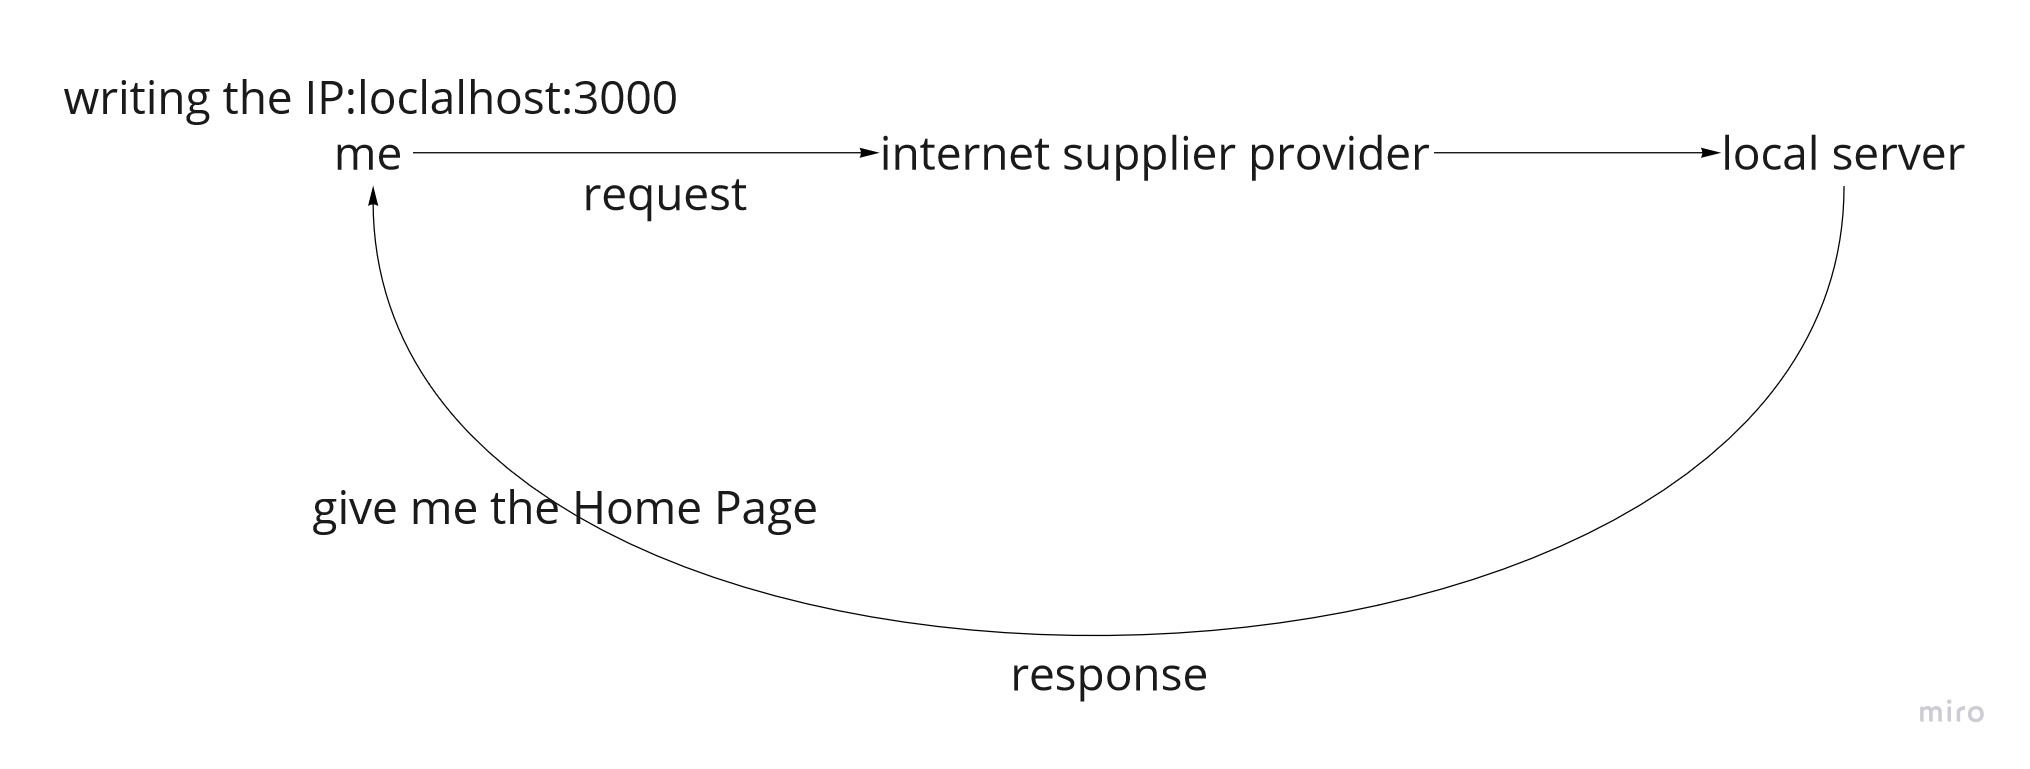 writing the IP:loclalhost:3000
me
internet supplier provider
local server
request
give me the Home Page
response
miro